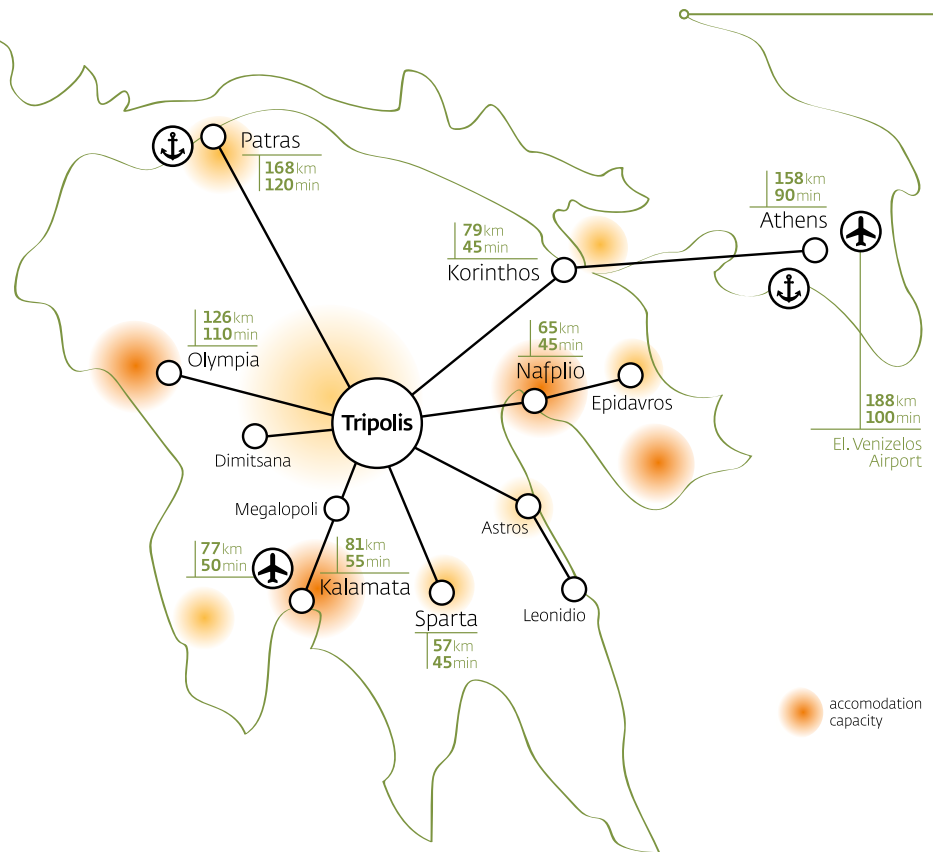 Patras
168km
120min
158km
90min
Athens
79km
45min
Korinthos
126km
110min
Olympia
65km
45min
Nafplio
Epidavros
Tripolis
188km
100min
El. Venizelos
Airport
Dimitsana
Megalopoli
Astros
77km
50min
81km
55min
Kalamata
Sparta
57km
45min
Leonidio
accomodation
capacity